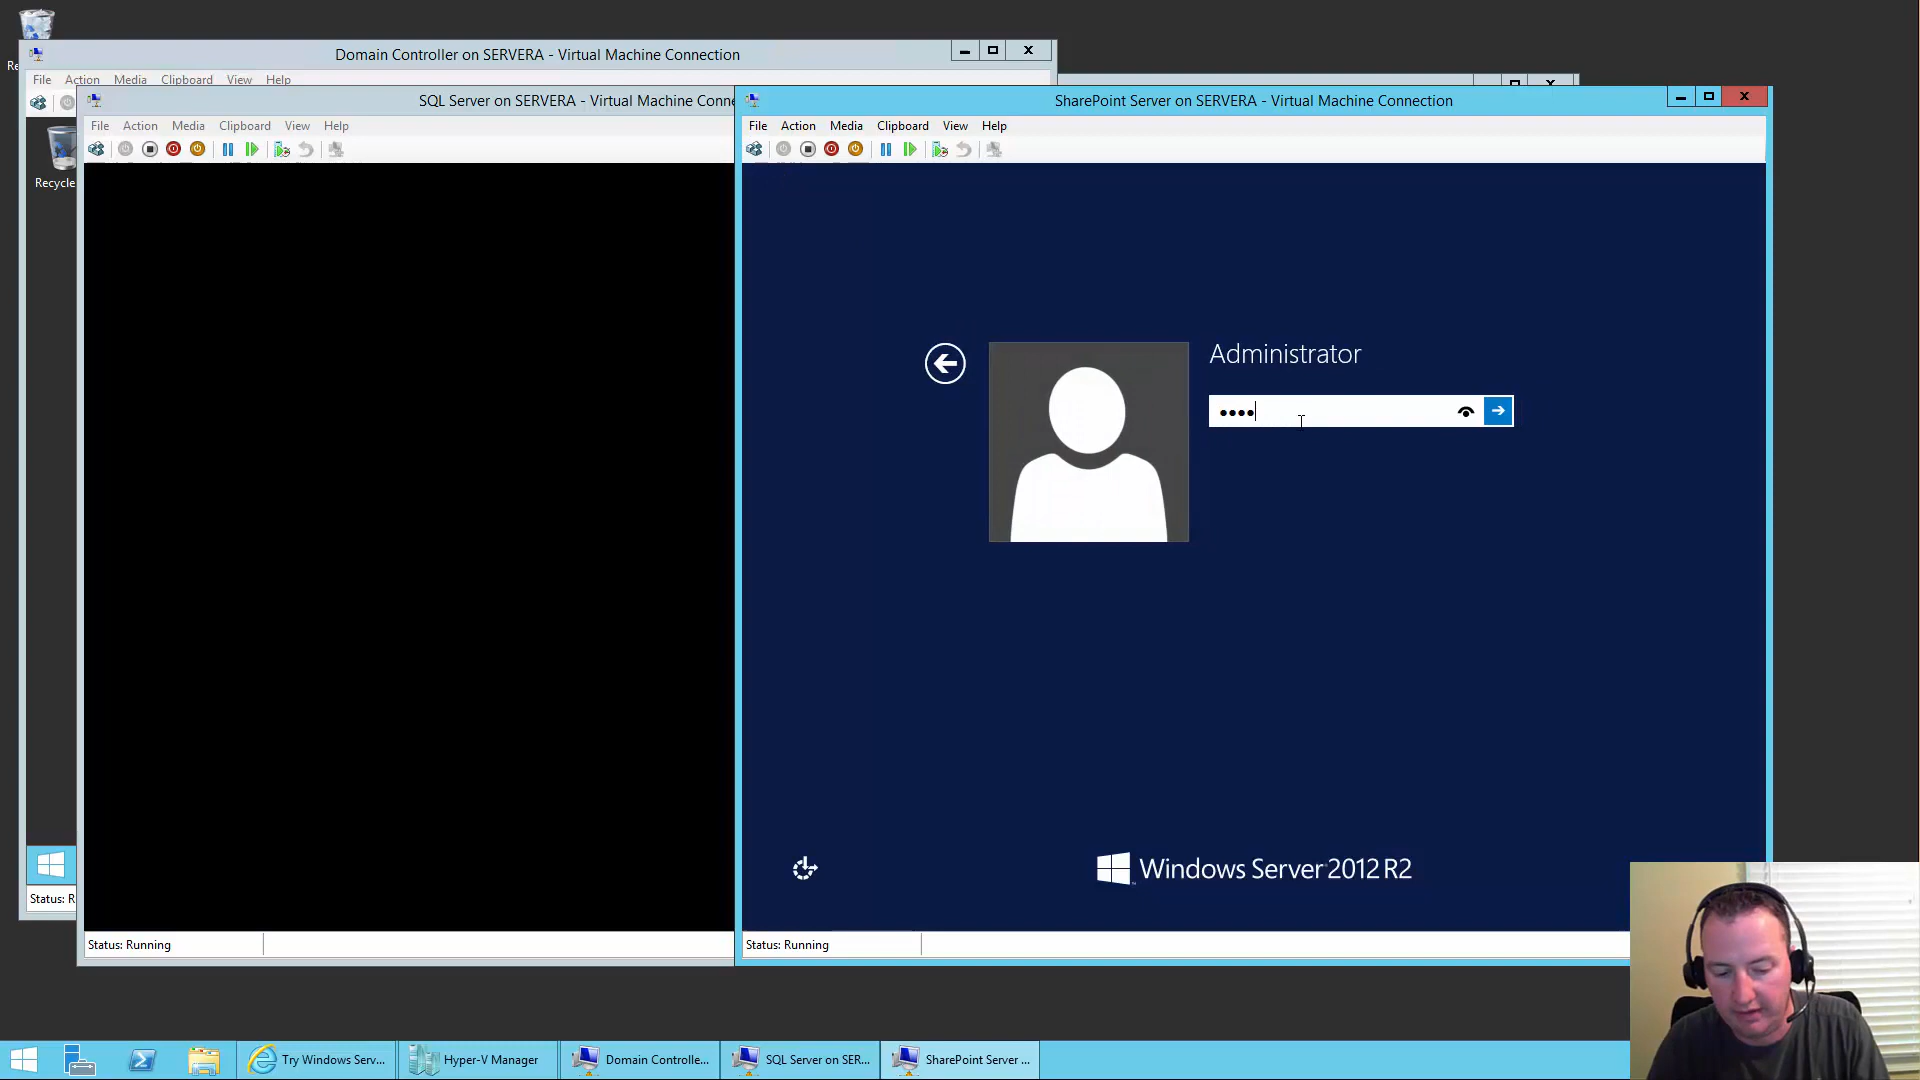 Domain Controller on SERVERA - Virtual Machine Connection
File Action Media Clipboard View Help
SQL Server on SERVERA - Virtual Machine Conne
File Action Media Clipboard View Help
SharePoint Server on SERVERA - Virtual Machine Connection
File Action Media Clipboard View Help
Recycle
Administrator
Windows Server 2012 R2
Status: R
Status: Running
Status: Running
Try Windows Serv...
Hyper-V Manager
Domain Controlle...
SQL Server on SER...
SharePoint Server ...